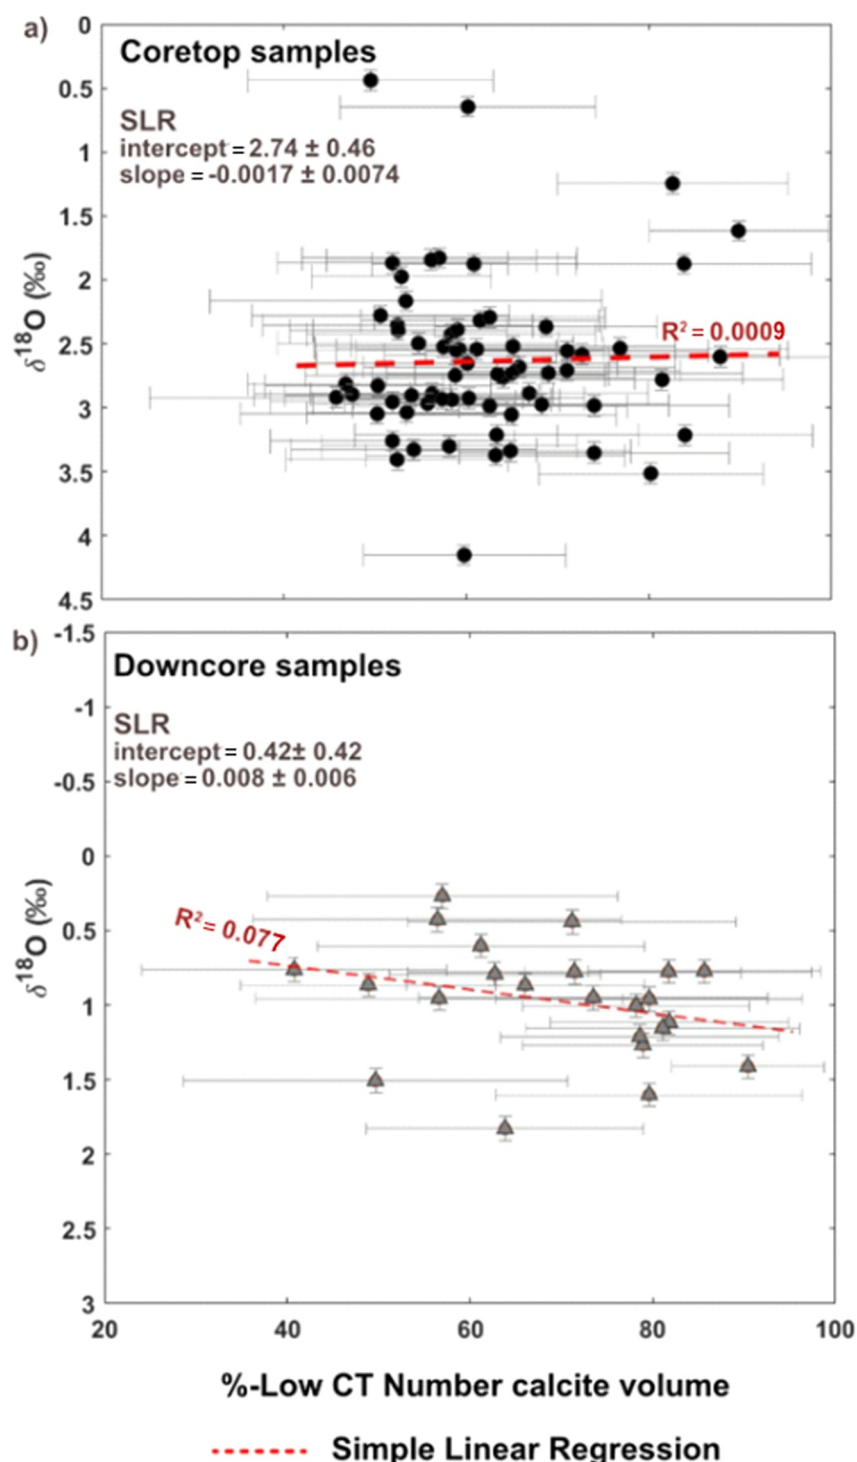 a)
0
0.5
1
1.5
2
2.5
3
3.5
4
4.5
δ18O (‰)
Coretop samples
SLR
intercept = 2.74 ± 0.46
slope = -0.0017 ± 0.0074
R2 = 0.0009
b)
-1.5
-1
-0.5
0
0.5
1
1.5
2
2.5
3
δ18O (‰)
Downcore samples
SLR
intercept = 0.42± 0.42
slope = 0.008 ± 0.006
R2 = 0.077
20 40 60 80 100
%-Low CT Number calcite volume
Simple Linear Regression